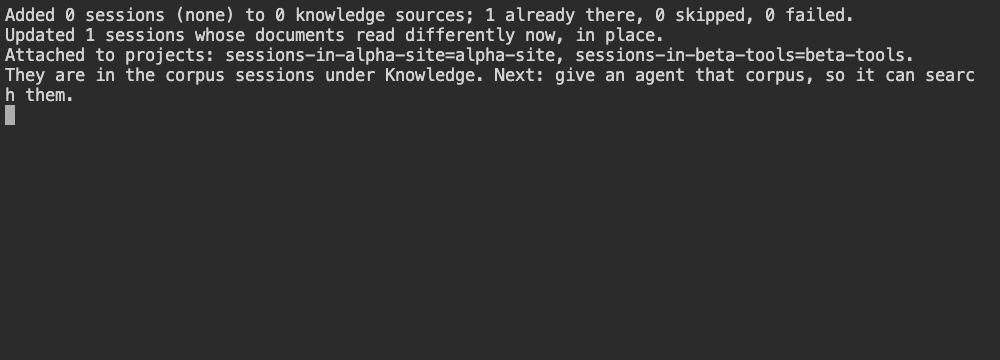 Added 0 sessions (none) to 0 knowledge sources; 1 already there, 0 skipped, 0 failed.
Updated 1 sessions whose documents read differently now, in place.
Attached to projects: sessions-in-alpha-site=alpha-site, sessions-in-beta-tools=beta-tools.
They are in the corpus sessions under Knowledge. Next: give an agent that corpus, so it can searc
h them.